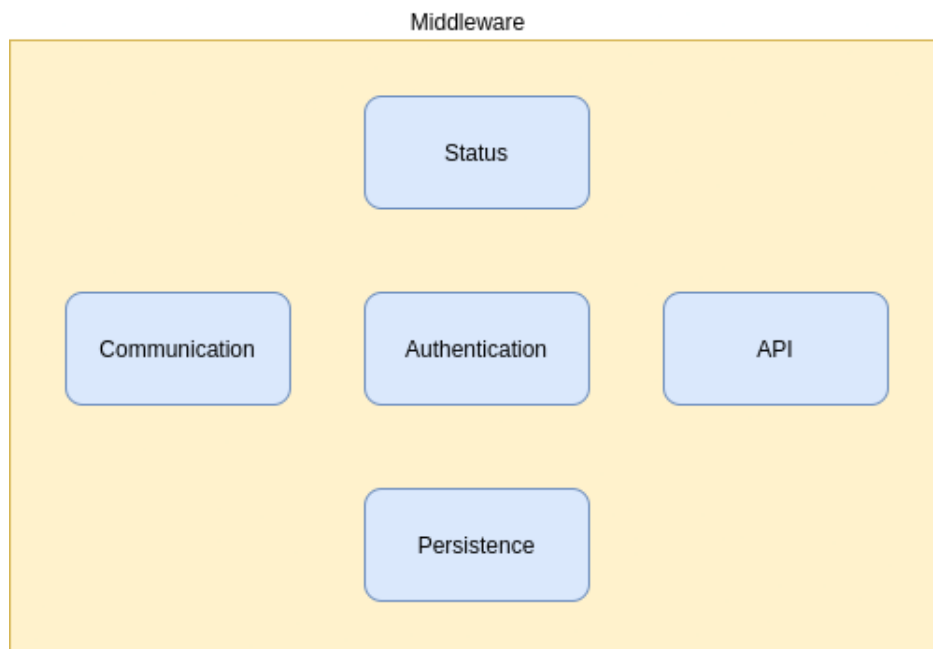 Middleware
Status
Communication
Authentication
API
Persistence